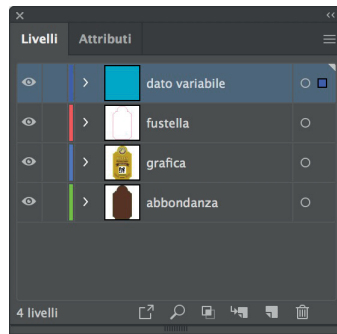 Livelli Attributi
dato variabile
fustella
grafica
abbondanza
4 livelli